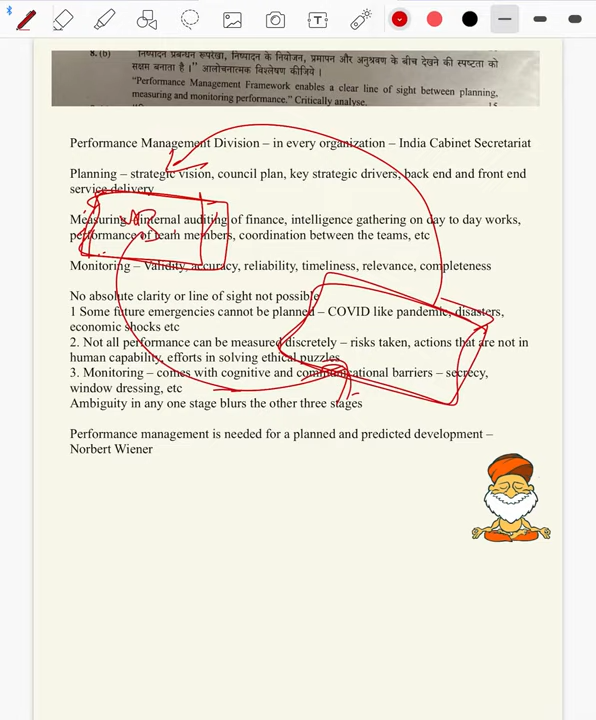 8. (b) निष्पादन प्रबन्धन रूपरेखा, निष्पादन के नियोजन, प्रमापन और अनुश्रवण के बीच देखने की स्पष्टता को
सक्षम बनाता है।” आलोचनात्मक विश्लेषण कीजिये।
“Performance Management Framework enables a clear line of sight between planning,
measuring and monitoring performance.” Critically analyse. 15
Performance Management Division – in every organization – India Cabinet Secretariat
Planning – strategic vision, council plan, key strategic drivers, back end and front end
service delivery
Measuring – internal auditing of finance, intelligence gathering on day to day works,
performance of team members, coordination between the teams, etc
Monitoring – Validity, accuracy, reliability, timeliness, relevance, completeness
No absolute clarity or line of sight not possible
1 Some future emergencies cannot be planned – COVID like pandemic, disasters,
economic shocks etc
2. Not all performance can be measured discretely – risks taken, actions that are not in
human capability, efforts in solving ethical puzzles
3. Monitoring – comes with cognitive and communicational barriers – secrecy,
window dressing, etc
Ambiguity in any one stage blurs the other three stages
Performance management is needed for a planned and predicted development –
Norbert Wiener